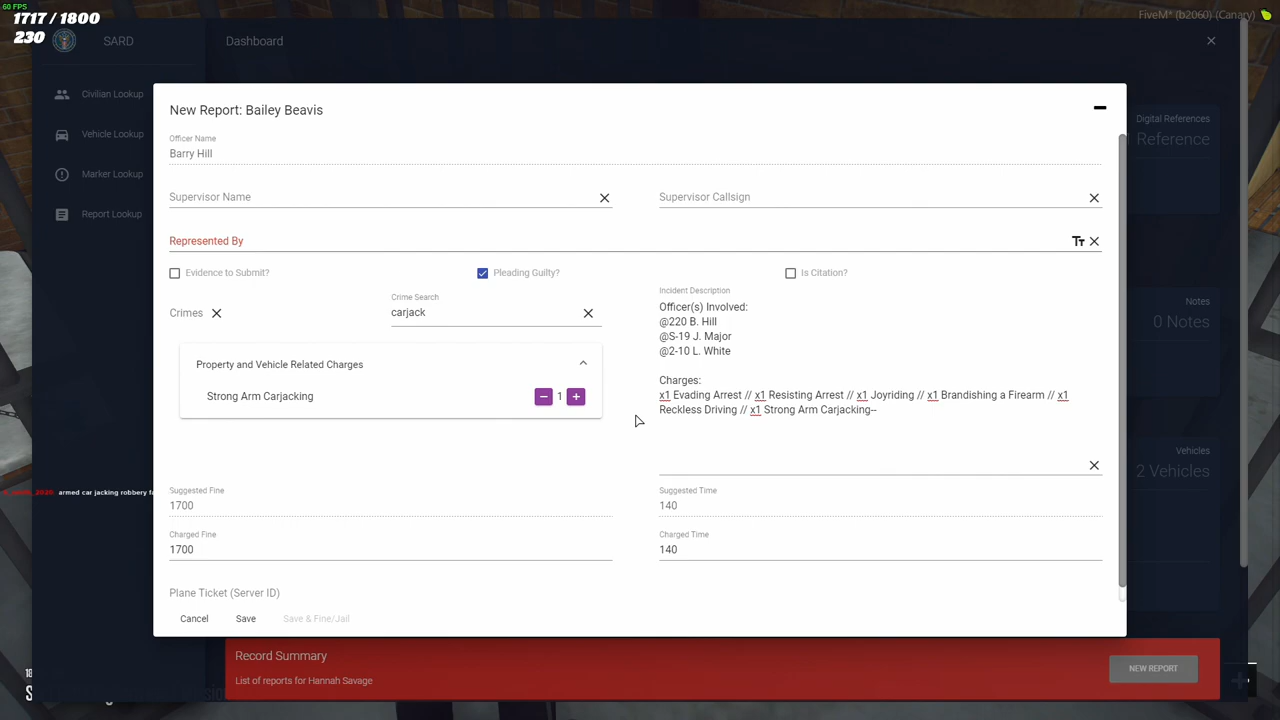 60 FPS
1717 / 1800
230
FiveM* (b2060) (Canary)
SARD
Dashboard
Civilian Lookup
Vehicle Lookup
Marker Lookup
Report Lookup
Digital References
1 Reference
Notes
0 Notes
Vehicles
2 Vehicles
New Report: Bailey Beavis
Officer Name
Barry Hill
Supervisor Name
Supervisor Callsign
Represented By
Evidence to Submit?
Pleading Guilty?
Is Citation?
Crimes
Crime Search
carjack
Property and Vehicle Related Charges
Strong Arm Carjacking
1
Incident Description
Officer(s) Involved:
@220 B. Hill
@S-19 J. Major
@2-10 L. White
Charges:
x1 Evading Arrest // x1 Resisting Arrest // x1 Joyriding // x1 Brandishing a Firearm // x1
Reckless Driving // x1 Strong Arm Carjacking--
armed car jacking robbery
Suggested Fine
1700
Suggested Time
140
Charged Fine
1700
Charged Time
140
Plane Ticket (Server ID)
Cancel
Save
Save & Fine/Jail
Record Summary
List of reports for Hannah Savage
NEW REPORT